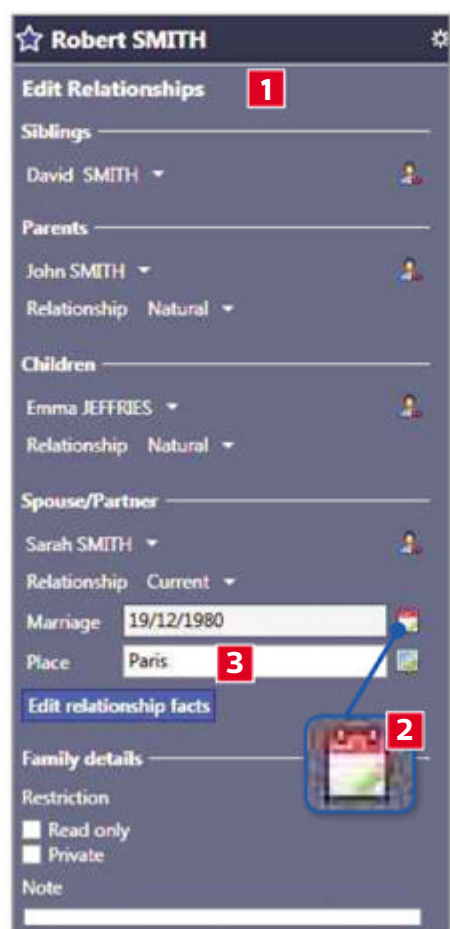 Robert SMITH
Edit Relationships 1
Siblings
David SMITH
Parents
John SMITH
Relationship Natural
Children
Emma JEFFRIES
Relationship Natural
Spouse/Partner
Sarah SMITH
Relationship Current
Marriage 19/12/1980
Place Paris 3
Edit relationship facts
2
Family details
Restriction
Read only
Private
Note